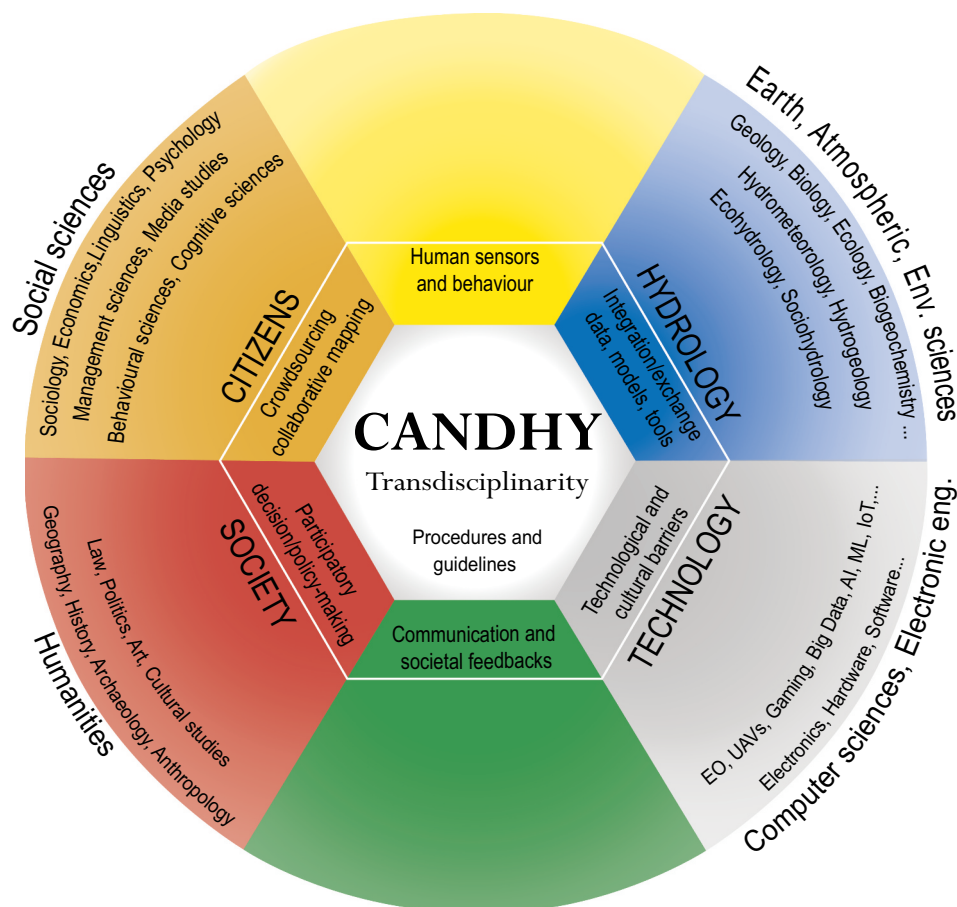 Human sensors
and behaviour
Earth, Atmospheric, Env. sciences
Geology, Biology, Ecology, Biogeochemistry ...
Hydrometeorology, Hydrogeology
Ecohydrology, Sociohydrology
HYDROLOGY
Integration/exchange
data, models, tools
Social sciences
Sociology, Economics,Linguistics, Psychology
Management sciences, Media studies
Behavioural sciences, Cognitive sciences
CITIZENS
Crowdsourcing
collaborative mapping
CANDHY
Transdisciplinarity
Procedures and
guidelines
Participatory
decision/policy-making
SOCIETY
Law, Politics, Art, Cultural studies
Geography, History, Archaeology, Anthropology
Humanities
Communication and
societal feedbacks
Technological and
cultural barriers
TECHNOLOGY
EO, UAVs, Gaming, Big Data, AI, ML, IoT,...
Electronics, Hardware, Software...
Computer sciences, Electronic eng.